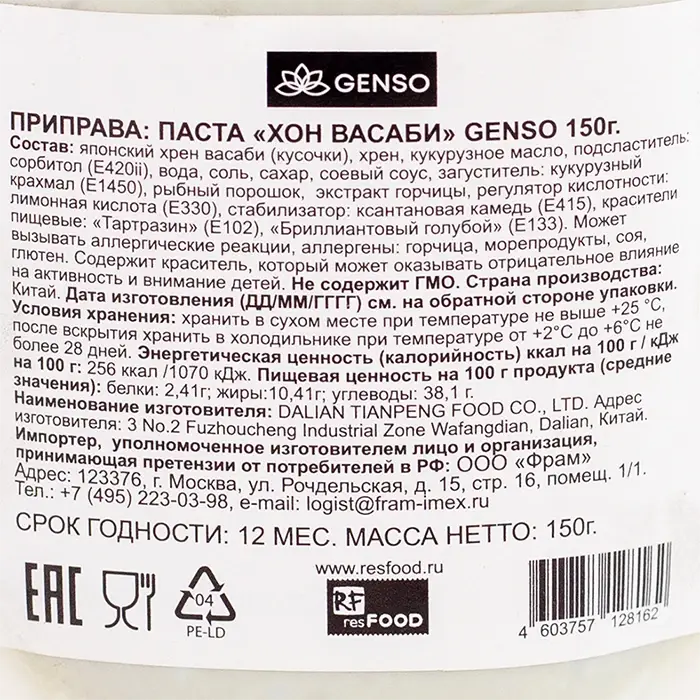 GENSO
ПРИПРАВА: ПАСТА «ХОН ВАСАБИ» GENSO 150г.
Состав: японский хрен васаби (кусочки), хрен, кукурузное масло, подсластитель:
сорбитол (Е420ii), вода, соль, сахар, соевый соус, загуститель: кукурузный
крахмал (Е1450), рыбный порошок, экстракт горчицы, регулятор кислотности:
лимонная кислота (Е330), стабилизатор: ксантановая камедь (Е415), красители
пищевые: «Тартразин» (Е102), «Бриллиантовый голубой» (Е133). Может
вызывать аллергические реакции, аллергены: горчица, морепродукты, соя,
глютен. Содержит краситель, который может оказывать отрицательное влияние
на активность и внимание детей. Не содержит ГМО. Страна производства:
Китай. Дата изготовления (ДД/ММ/ГГГГ) см. на обратной стороне упаковки.
Условия хранения: хранить в сухом месте при температуре не выше +25 °С,
после вскрытия хранить в холодильнике при температуре от +2°С до +6°С не
более 28 дней. Энергетическая ценность (калорийность) ккал на 100 г / кДж
на 100 г: 256 ккал /1070 кДж. Пищевая ценность на 100 г продукта (средние
значения): белки: 2,41г; жиры:10,41г; углеводы: 38,1 г.
Наименование изготовителя: DALIAN TIANPENG FOOD CO., LTD. Адрес
изготовителя: 3 No.2 Fuzhoucheng Industrial Zone Wafangdian, Dalian, Китай.
Импортер, уполномоченное изготовителем лицо и организация,
принимающая претензии от потребителей в РФ: ООО «Фрам»
Адрес: 123376, г. Москва, ул. Рочдельская, д. 15, стр. 16, помещ. 1/1.
Тел.: +7 (495) 223-03-98, e-mail: logist@fram-imex.ru
СРОК ГОДНОСТИ: 12 МЕС. МАССА НЕТТО: 150г.
EAC
04
PE-LD
www.resfood.ru
RF
resFOOD
4 603757 128162